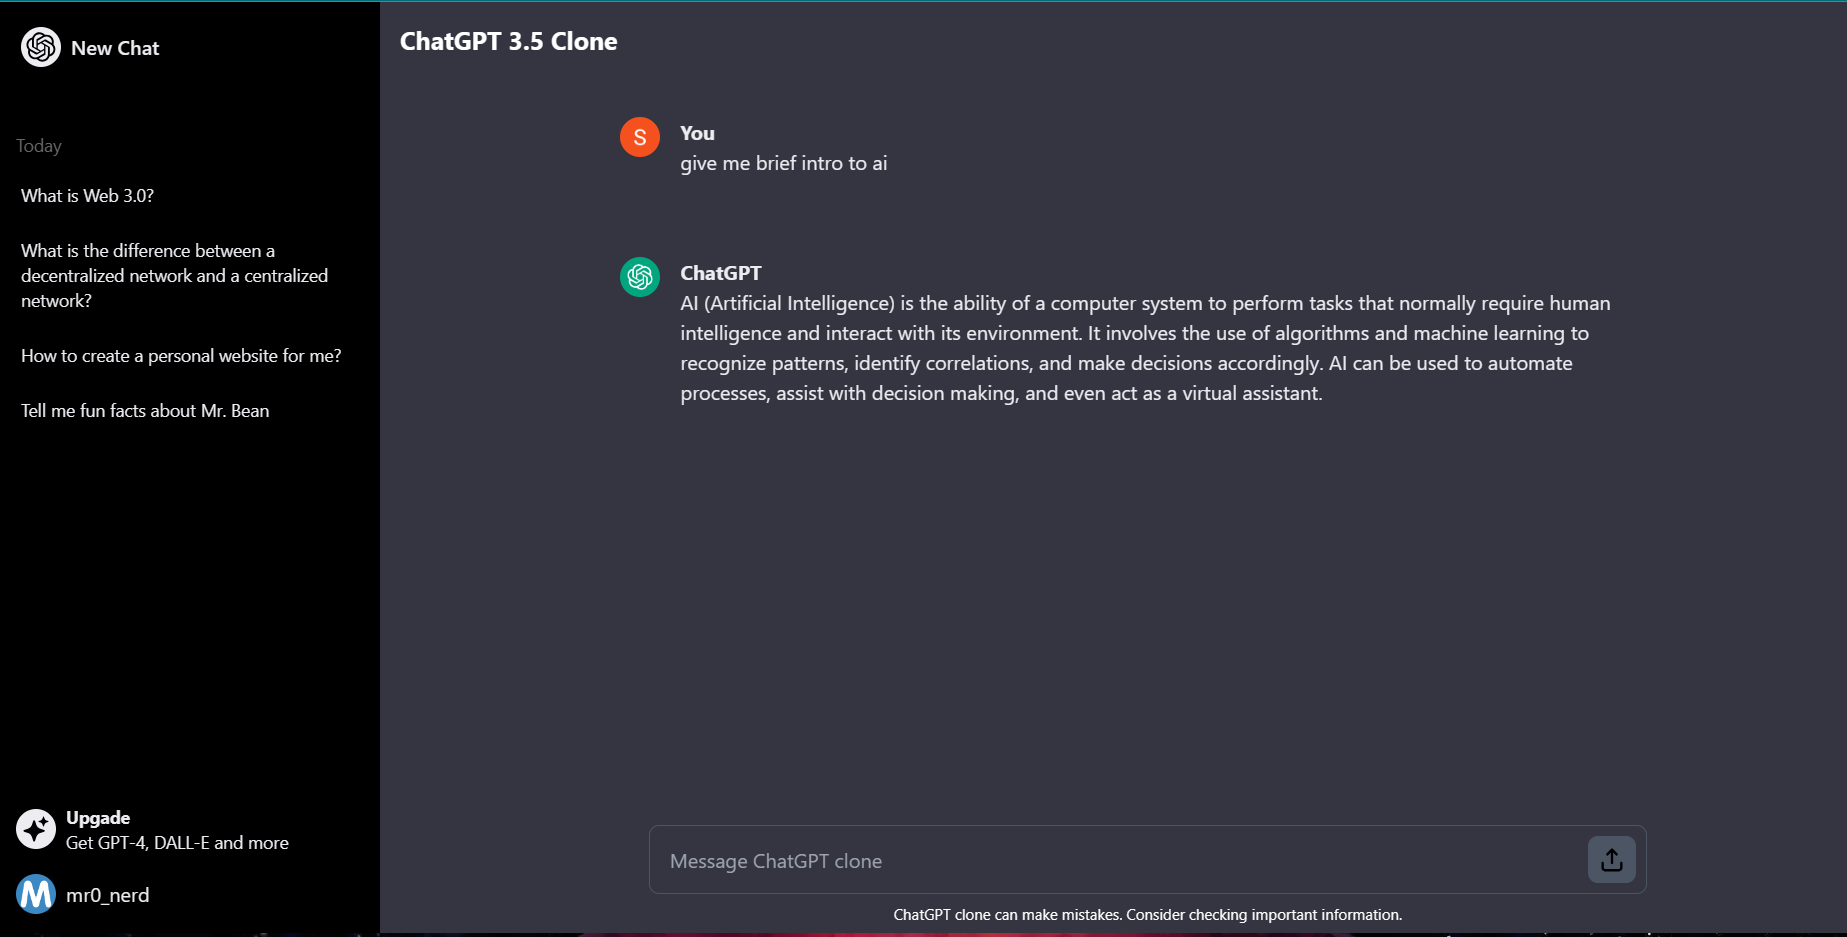 New Chat
Today
What is Web 3.0?
What is the difference between a
decentralized network and a centralized
network?
How to create a personal website for me?
Tell me fun facts about Mr. Bean
Upgade
Get GPT-4, DALL-E and more
M
mr0_nerd
ChatGPT 3.5 Clone
S
You
give me brief intro to ai
ChatGPT
AI (Artificial Intelligence) is the ability of a computer system to perform tasks that normally require human
intelligence and interact with its environment. It involves the use of algorithms and machine learning to
recognize patterns, identify correlations, and make decisions accordingly. AI can be used to automate
processes, assist with decision making, and even act as a virtual assistant.
Message ChatGPT clone
ChatGPT clone can make mistakes. Consider checking important information.